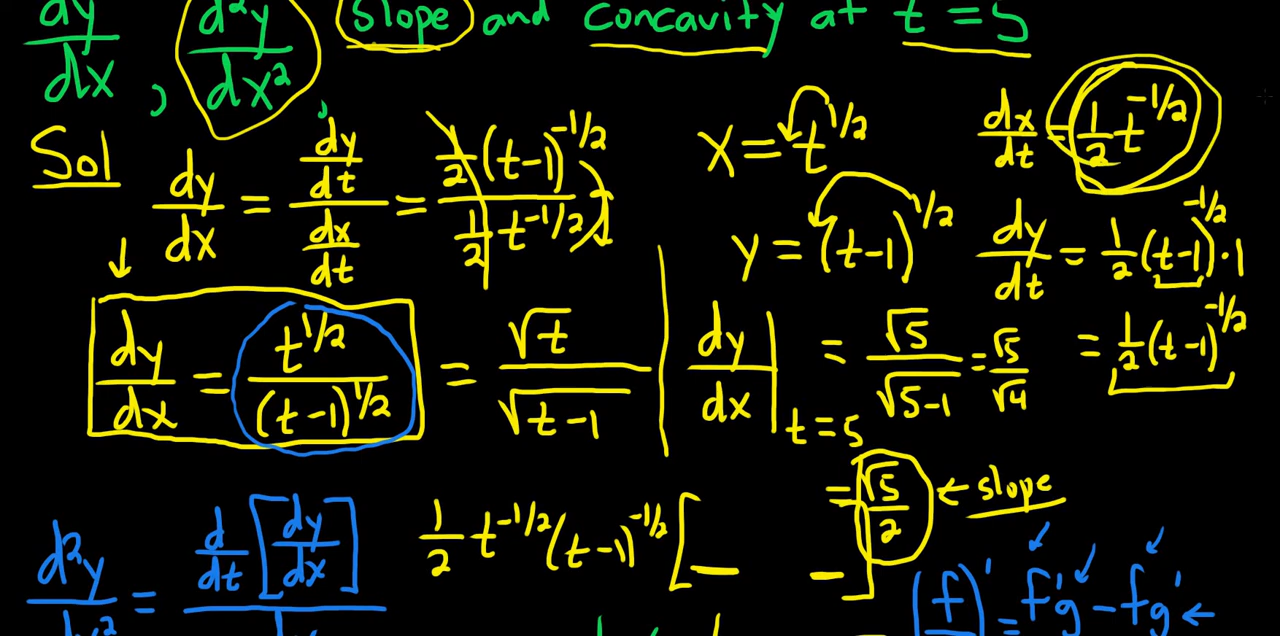 dy/dx, d²y/dx², slope and concavity at t = 5
Sol
dy/dx = (dy/dt)/(dx/dt) = (1/2 (t-1)^(-1/2))/(1/2 t^(-1/2))
x = t^(1/2)
dx/dt = 1/2 t^(-1/2)
y = (t-1)^(1/2)
dy/dt = 1/2 (t-1)^(-1/2) · 1
= 1/2 (t-1)^(-1/2)
↓
dy/dx = t^(1/2)/(t-1)^(1/2) = √t/√(t-1)
dy/dx |t=5 = √5/√(5-1) = √5/√4
= √5/2 ← slope
d²y/dx² = d/dt [dy/dx]
1/2 t^(-1/2) (t-1)^(-1/2) [_ _]
(f)' = f'g - fg' ←